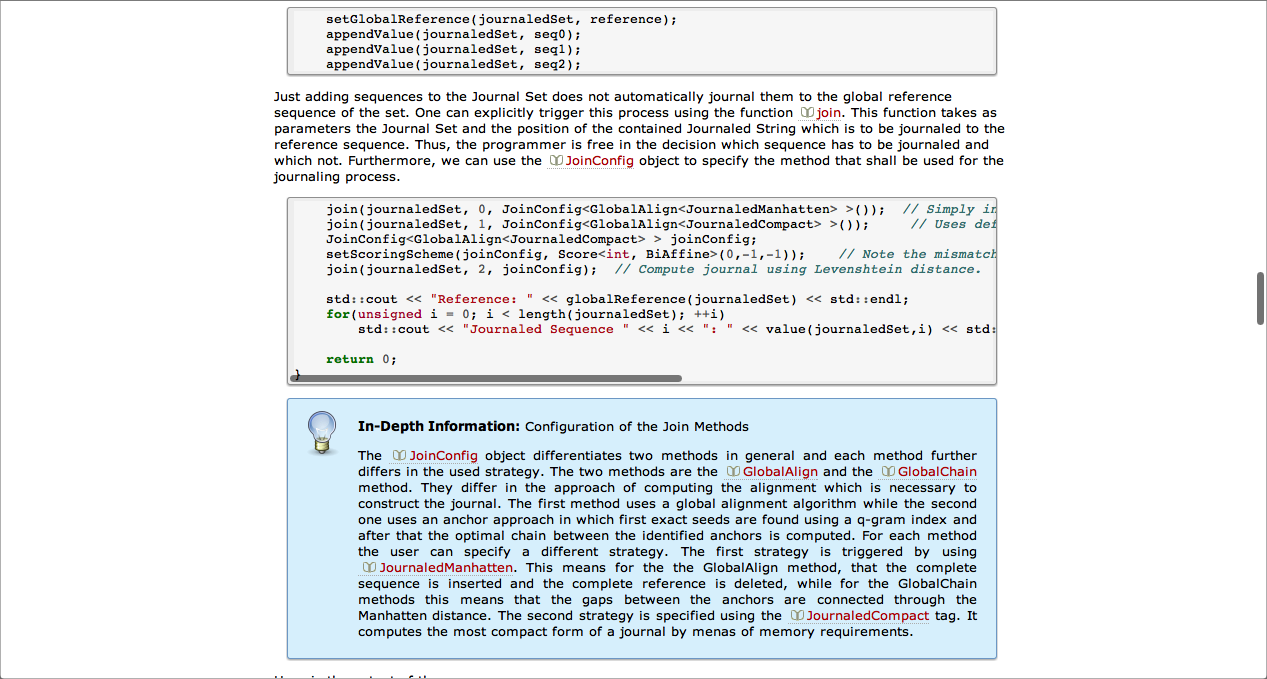 setGlobalReference(journaledSet, reference);
appendValue(journaledSet, seq0);
appendValue(journaledSet, seq1);
appendValue(journaledSet, seq2);
Just adding sequences to the Journal Set does not automatically journal them to the global reference
sequence of the set. One can explicitly trigger this process using the function join. This function takes as
parameters the Journal Set and the position of the contained Journaled String which is to be journaled to the
reference sequence. Thus, the programmer is free in the decision which sequence has to be journaled and
which not. Furthermore, we can use the JoinConfig object to specify the method that shall be used for the
journaling process.
join(journaledSet, 0, JoinConfig<GlobalAlign<JournaledManhatten> >()); // Simply in
join(journaledSet, 1, JoinConfig<GlobalAlign<JournaledCompact> >()); // Uses def
JoinConfig<GlobalAlign<JournaledCompact> > joinConfig;
setScoringScheme(joinConfig, Score<int, BiAffine>(0,-1,-1)); // Note the mismatch
join(journaledSet, 2, joinConfig); // Compute journal using Levenshtein distance.
std::cout << "Reference: " << globalReference(journaledSet) << std::endl;
for(unsigned i = 0; i < length(journaledSet); ++i)
std::cout << "Journaled Sequence " << i << ": " << value(journaledSet,i) << std:
return 0;
}
In-Depth Information: Configuration of the Join Methods
The JoinConfig object differentiates two methods in general and each method further
differs in the used strategy. The two methods are the GlobalAlign and the GlobalChain
method. They differ in the approach of computing the alignment which is necessary to
construct the journal. The first method uses a global alignment algorithm while the second
one uses an anchor approach in which first exact seeds are found using a q-gram index and
after that the optimal chain between the identified anchors is computed. For each method
the user can specify a different strategy. The first strategy is triggered by using
JournaledManhatten. This means for the the GlobalAlign method, that the complete
sequence is inserted and the complete reference is deleted, while for the GlobalChain
methods this means that the gaps between the anchors are connected through the
Manhatten distance. The second strategy is specified using the JournaledCompact tag. It
computes the most compact form of a journal by menas of memory requirements.